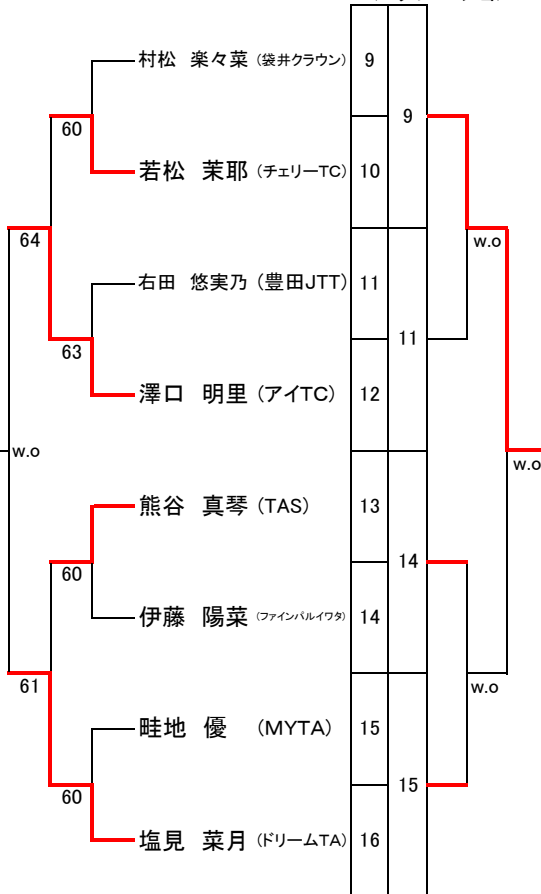 村松 楽々菜 (袋井クラウン) 9
9
60
若松 茉耶 (チェリーTC) 10
64
w.o
右田 悠実乃 (豊田JTT) 11
11
63
澤口 明里 (アイTC) 12
w.o
w.o
熊谷 真琴 (TAS) 13
14
60
伊藤 陽菜 (ファインバルイワタ) 14
61
w.o
畦地 優 (MYTA) 15
15
60
塩見 菜月 (ドリームTA) 16